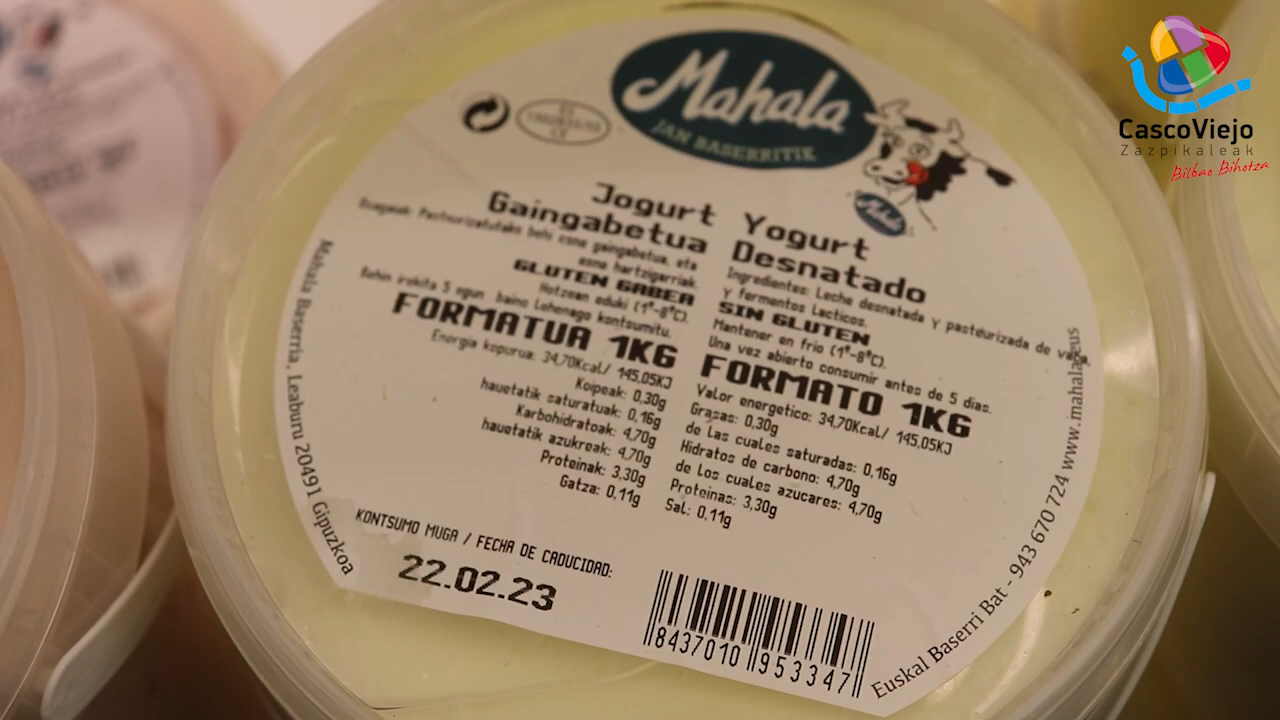 Mahala
JAN BASERRITIK
Mahala
Jogurt
Gaingabetua
Osagaiak: Pasteurizatutako behi esne gaingabetua, eta
esne hartzigarriak
GLUTEN GABEA
Hotzean eduki (1º-8ºC).
Behin irekita 5 egun baino lehenago kontsumitu.
FORMATUA 1KG
Energia kopurua: 34,70Kcal/ 145,05KJ
Koipeak: 0,30g
hauetatik saturatuak: 0,16g
Karbohidratoak: 4,70g
hauetatik azukreak: 4,70g
Proteinak: 3,30g
Gatza: 0,11g
Yogurt
Desnatado
Ingredientes: Leche desnatada y pasteurizada de vaca
y fermentos Lacticos.
SIN GLUTEN
Mantener en frio (1º-8ºC).
Una vez abierto consumir antes de 5 dias.
FORMATO 1KG
Valor energetico: 34,70Kcal/ 145,05KJ
Grasas: 0,30g
de las cuales saturadas: 0,16g
Hidratos de carbono: 4,70g
de los cuales azucares: 4,70g
Proteinas: 3,30g
Sal: 0,11g
KONTSUMO MUGA / FECHA DE CADUCIDAD:
22.02.23
8437010 953347
Mahala Baserria, Leaburu 20491 Gipuzkoa
Euskal Baserri Bat - 943 670 724 www.mahala.eus
CascoViejo
Zazpikaleak
Bilbao Bihotza